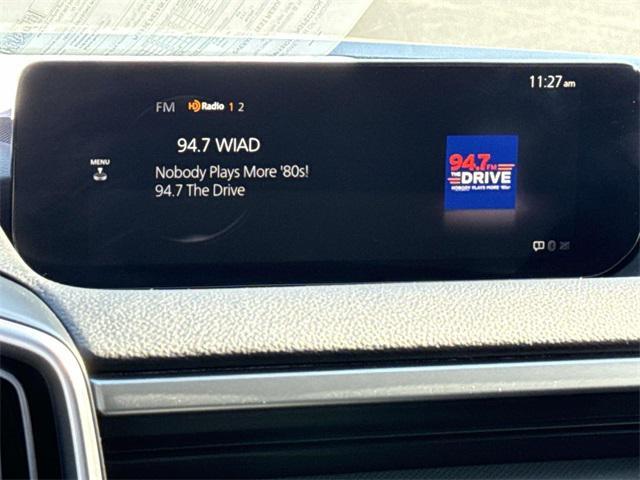 11:27 am
FM HD Radio 1 2
94.7 WIAD
MENU
Nobody Plays More '80s!
94.7 The Drive
94.7 FM
THE DRIVE
NOBODY PLAYS MORE '80s!